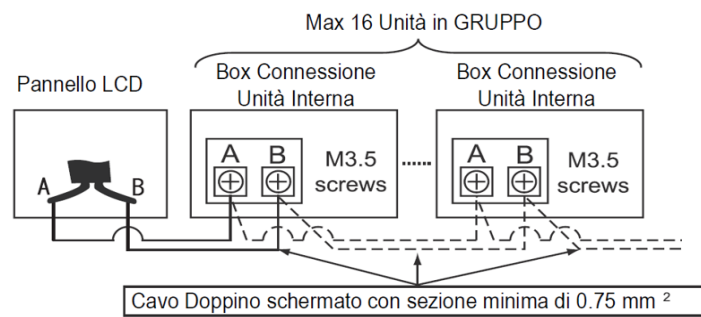 Max 16 Unità in GRUPPO
Pannello LCD
Box Connessione
Unità Interna
Box Connessione
Unità Interna
A B
A B M3.5
screws
......
A B M3.5
screws
Cavo Doppino schermato con sezione minima di 0.75 mm ²